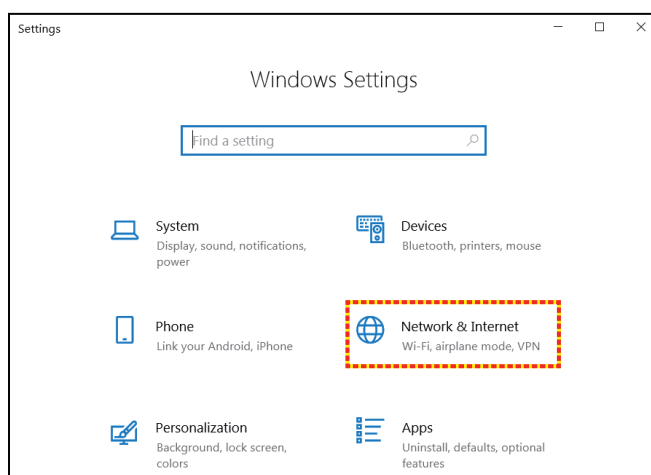 Settings
Windows Settings
Find a setting
System
Display, sound, notifications,
power
Devices
Bluetooth, printers, mouse
Phone
Link your Android, iPhone
Network & Internet
Wi-Fi, airplane mode, VPN
Personalization
Background, lock screen,
colors
Apps
Uninstall, defaults, optional
features